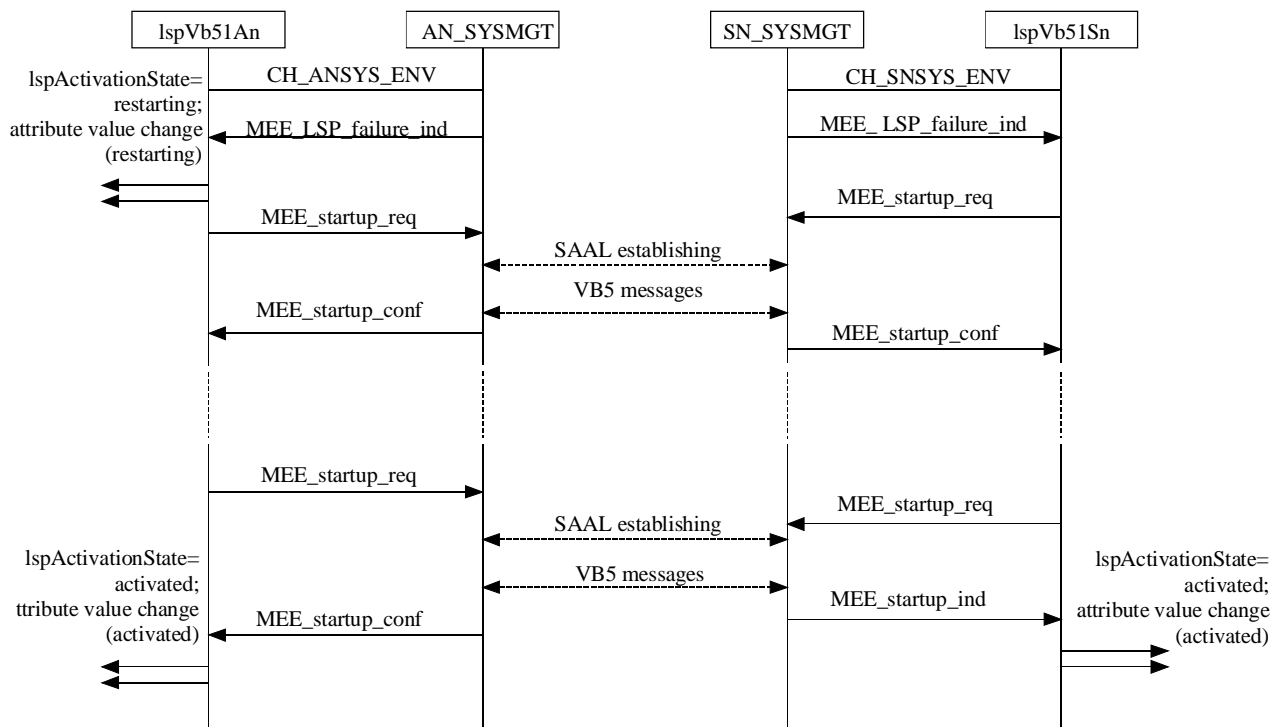 lspVb51An
AN_SYSMGT
SN_SYSMGT
lspVb51Sn
lspActivationState=
restarting;
attribute value change
(restarting)
CH_ANSYS_ENV
CH_SNSYS_ENV
MEE_LSP_failure_ind
MEE_ LSP_failure_ind
MEE_startup_req
MEE_startup_req
SAAL establishing
VB5 messages
MEE_startup_conf
MEE_startup_conf
MEE_startup_req
MEE_startup_req
SAAL establishing
lspActivationState=
activated;
ttribute value change
(activated)
VB5 messages
MEE_startup_ind
MEE_startup_conf
lspActivationState=
activated;
attribute value change
(activated)